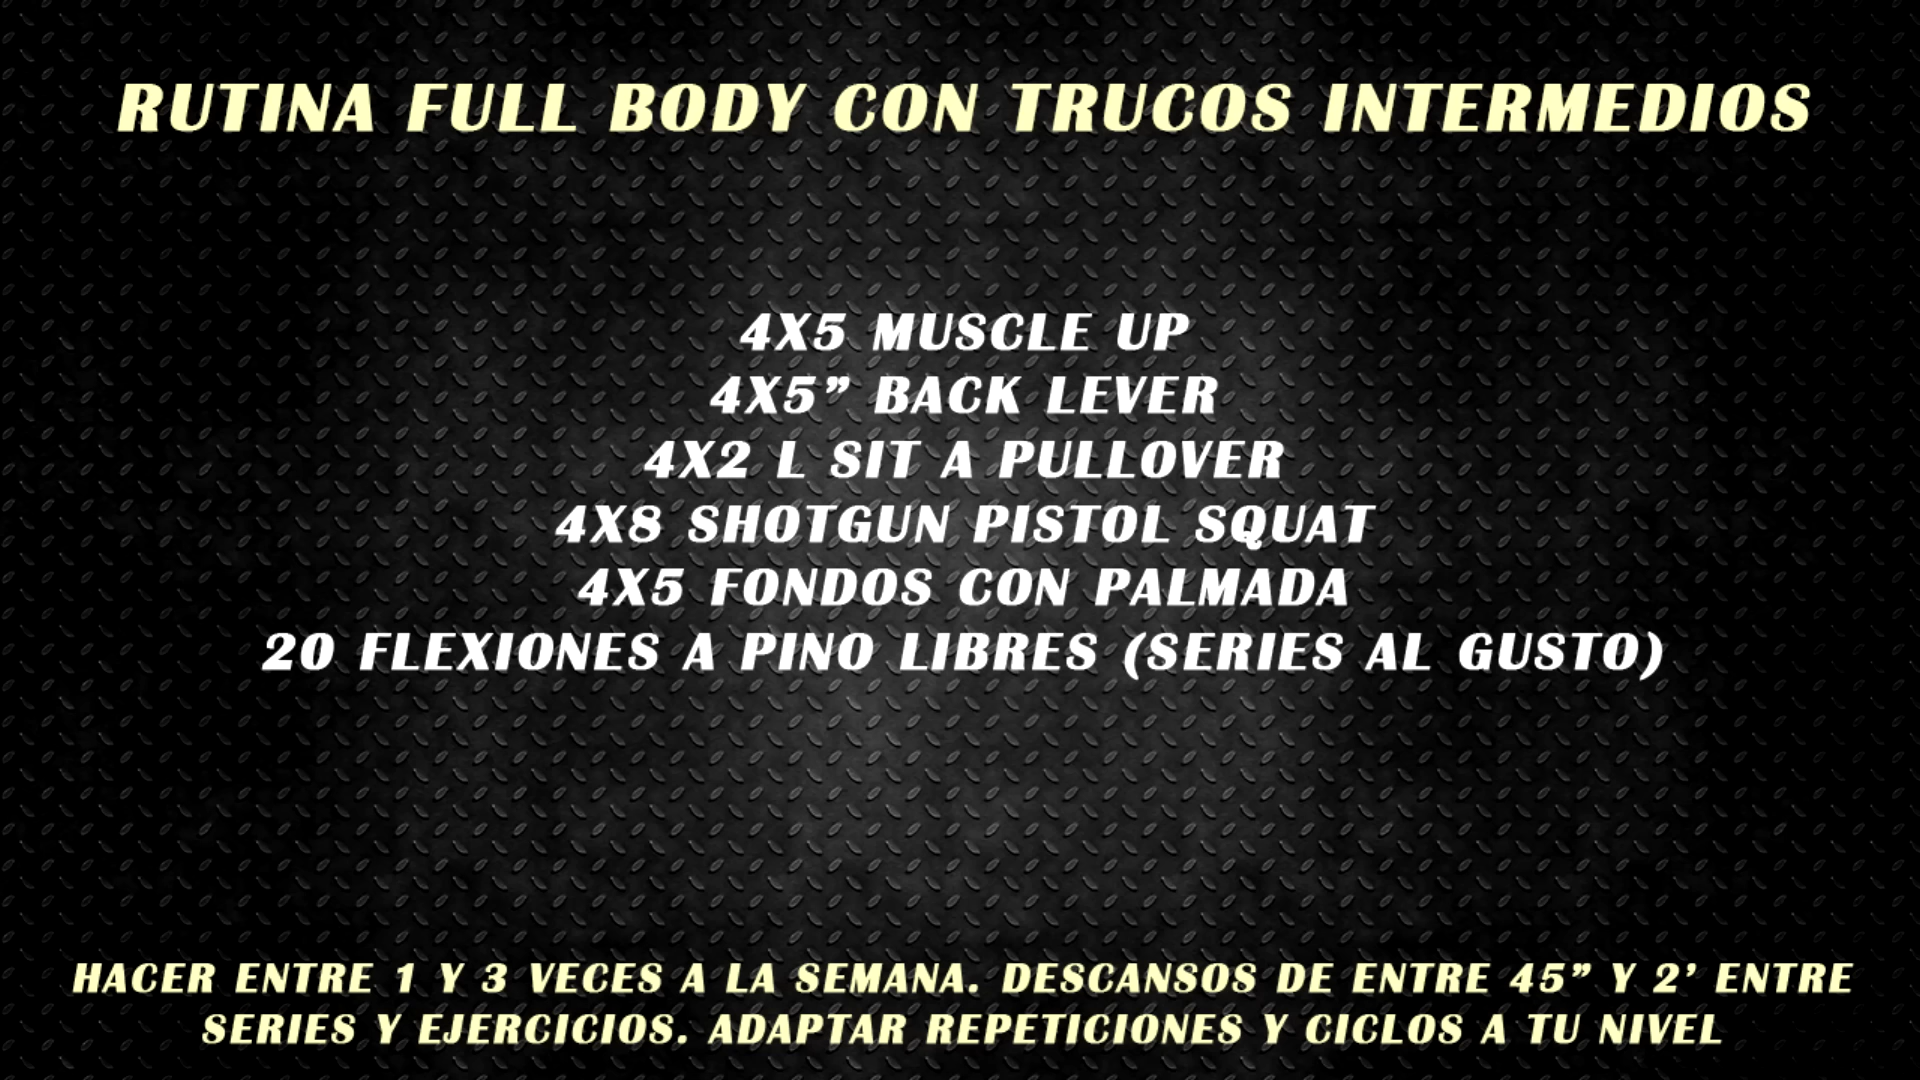 RUTINA FULL BODY CON TRUCOS INTERMEDIOS
4X5 MUSCLE UP
4X5” BACK LEVER
4X2 L SIT A PULLOVER
4X8 SHOTGUN PISTOL SQUAT
4X5 FONDOS CON PALMADA
20 FLEXIONES A PINO LIBRES (SERIES AL GUSTO)
HACER ENTRE 1 Y 3 VECES A LA SEMANA. DESCANSOS DE ENTRE 45” Y 2’ ENTRE
SERIES Y EJERCICIOS. ADAPTAR REPETICIONES Y CICLOS A TU NIVEL